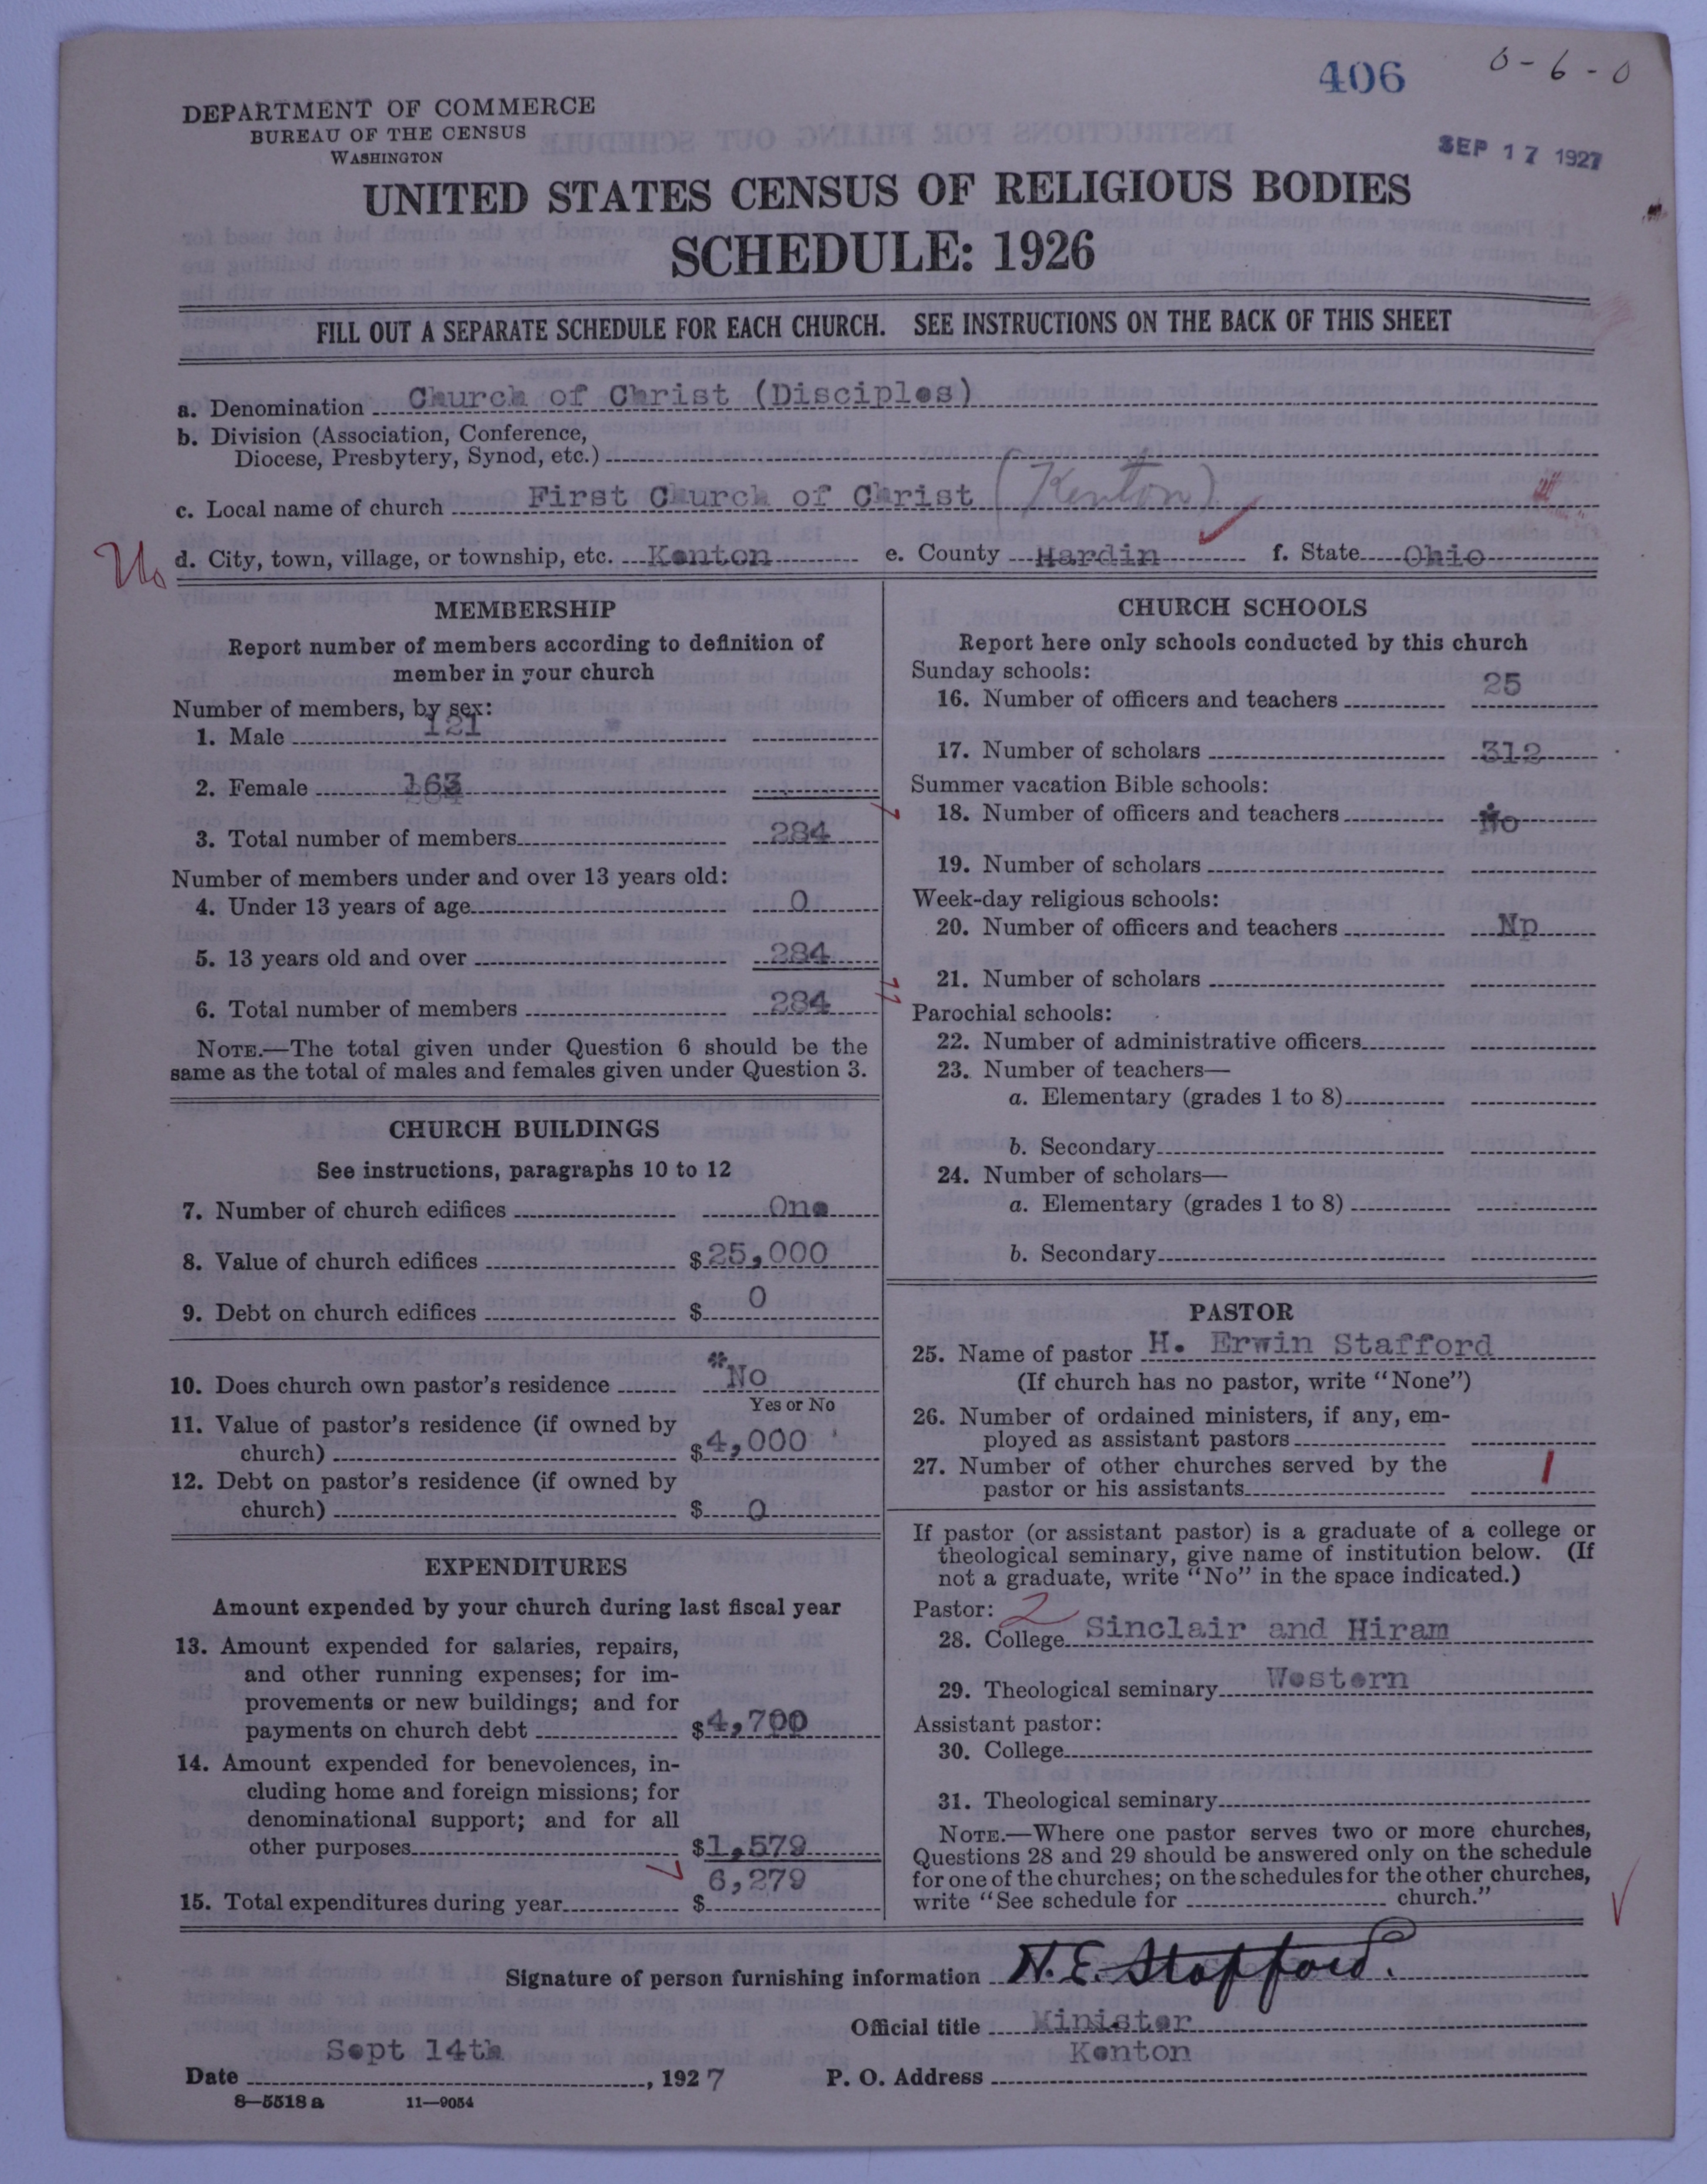 406
0-6-0
SEP 17 1927
DEPARTMENT OF COMMERCE
BUREAU OF THE CENSUS
WASHINGTON
UNITED STATES CENSUS OF RELIGIOUS BODIES
SCHEDULE: 1926
FILL OUT A SEPARATE SCHEDULE FOR EACH CHURCH. SEE INSTRUCTIONS ON THE BACK OF THIS SHEET
a. Denomination Church of Christ (Disciples)
b. Division (Association, Conference,
Diocese, Presbytery, Synod, etc.)
c. Local name of church First Church of Christ (Kenton)
d. City, town, village, or township, etc. Kenton e. County Hardin f. State Ohio
MEMBERSHIP
Report number of members according to definition of
member in your church
Number of members, by sex:
1. Male 121
2. Female 163
3. Total number of members 284
Number of members under and over 13 years old:
4. Under 13 years of age 0
5. 13 years old and over 284
6. Total number of members 284
NOTE.—The total given under Question 6 should be the
same as the total of males and females given under Question 3.
CHURCH BUILDINGS
See instructions, paragraphs 10 to 12
7. Number of church edifices One
8. Value of church edifices $25,000
9. Debt on church edifices $ 0
10. Does church own pastor's residence *No
Yes or No
11. Value of pastor's residence (if owned by
church) $4,000
12. Debt on pastor's residence (if owned by
church) $ 0
EXPENDITURES
Amount expended by your church during last fiscal year
13. Amount expended for salaries, repairs,
and other running expenses; for im-
provements or new buildings; and for
payments on church debt $4,700
14. Amount expended for benevolences, in-
cluding home and foreign missions; for
denominational support; and for all
other purposes $1,579
15. Total expenditures during year $ 6,279
CHURCH SCHOOLS
Report here only schools conducted by this church
Sunday schools:
16. Number of officers and teachers 25
17. Number of scholars 312
Summer vacation Bible schools:
18. Number of officers and teachers No
19. Number of scholars
Week-day religious schools:
20. Number of officers and teachers Np
21. Number of scholars
Parochial schools:
22. Number of administrative officers
23. Number of teachers—
a. Elementary (grades 1 to 8)
b. Secondary
24. Number of scholars—
a. Elementary (grades 1 to 8)
b. Secondary
PASTOR
25. Name of pastor H. Erwin Stafford
(If church has no pastor, write "None")
26. Number of ordained ministers, if any, em-
ployed as assistant pastors
27. Number of other churches served by the
pastor or his assistants 1
If pastor (or assistant pastor) is a graduate of a college or
theological seminary, give name of institution below. (If
not a graduate, write "No" in the space indicated.)
Pastor: 2
28. College Sinclair and Hiram
29. Theological seminary Western
Assistant pastor:
30. College
31. Theological seminary
NOTE.—Where one pastor serves two or more churches,
Questions 28 and 29 should be answered only on the schedule
for one of the churches; on the schedules for the other churches,
write "See schedule for church."
Signature of person furnishing information H. E. Stafford.
Official title Minister
Date Sept 14th, 1927 P. O. Address Kenton
8—5518 a 11—9054